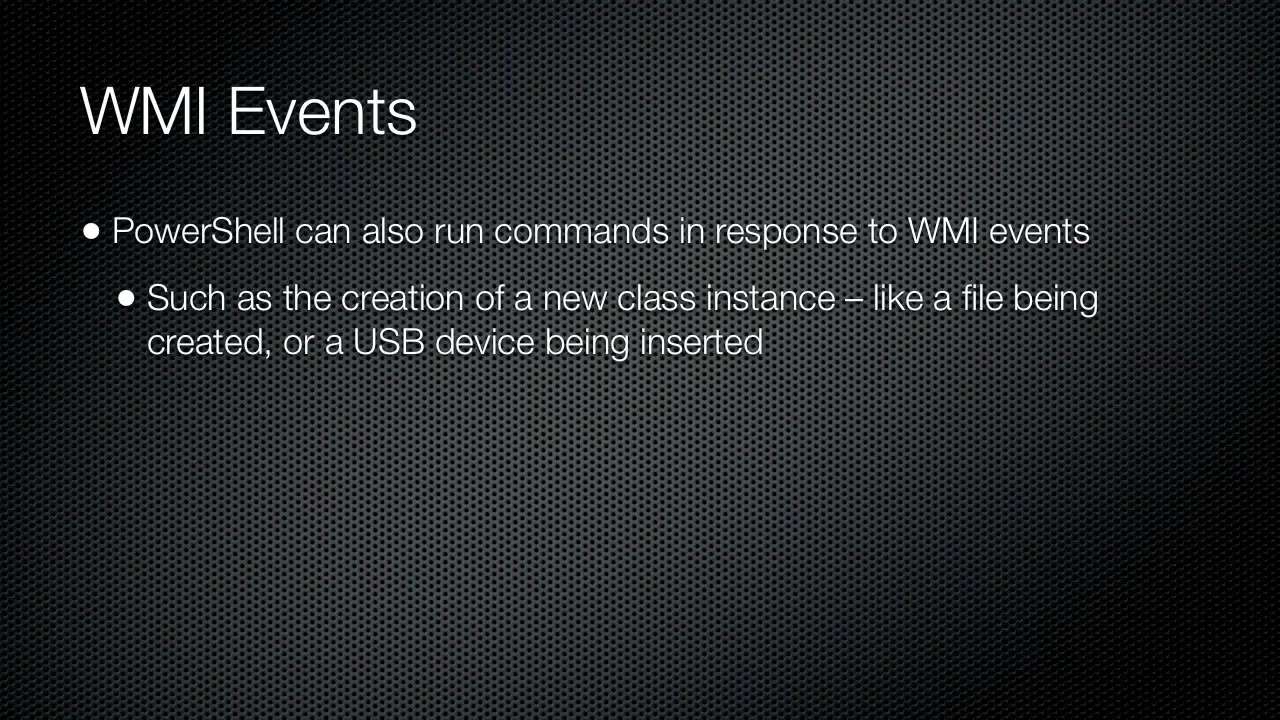 WMI Events
● PowerShell can also run commands in response to WMI events
● Such as the creation of a new class instance – like a file being
created, or a USB device being inserted